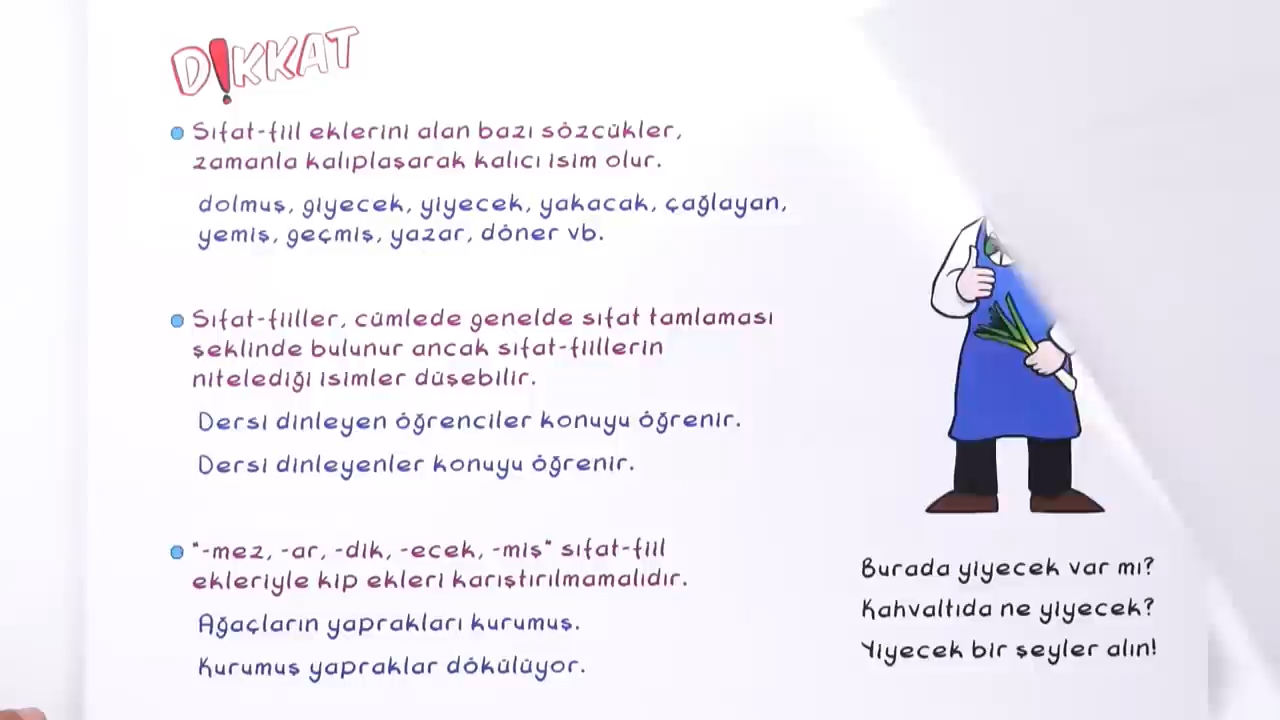 DİKKAT
Sıfat-fiil eklerini alan bazı sözcükler,
zamanla kalıplaşarak kalıcı isim olur.
dolmuş, giyecek, yiyecek, yakacak, çağlayan,
yemiş, geçmiş, yazar, döner vb.
Sıfat-fiiller, cümlede genelde sıfat tamlaması
şeklinde bulunur ancak sıfat-fiillerin
nitelediği isimler düşebilir.
Dersi dinleyen öğrenciler konuyu öğrenir.
Dersi dinleyenler konuyu öğrenir.
"-mez, -ar, -dik, -ecek, -miş" sıfat-fiil
ekleriyle kip ekleri karıştırılmamalıdır.
Ağaçların yaprakları kurumuş.
Kurumuş yapraklar dökülüyor.
Burada yiyecek var mı?
Kahvaltıda ne yiyecek?
Yiyecek bir şeyler alın!